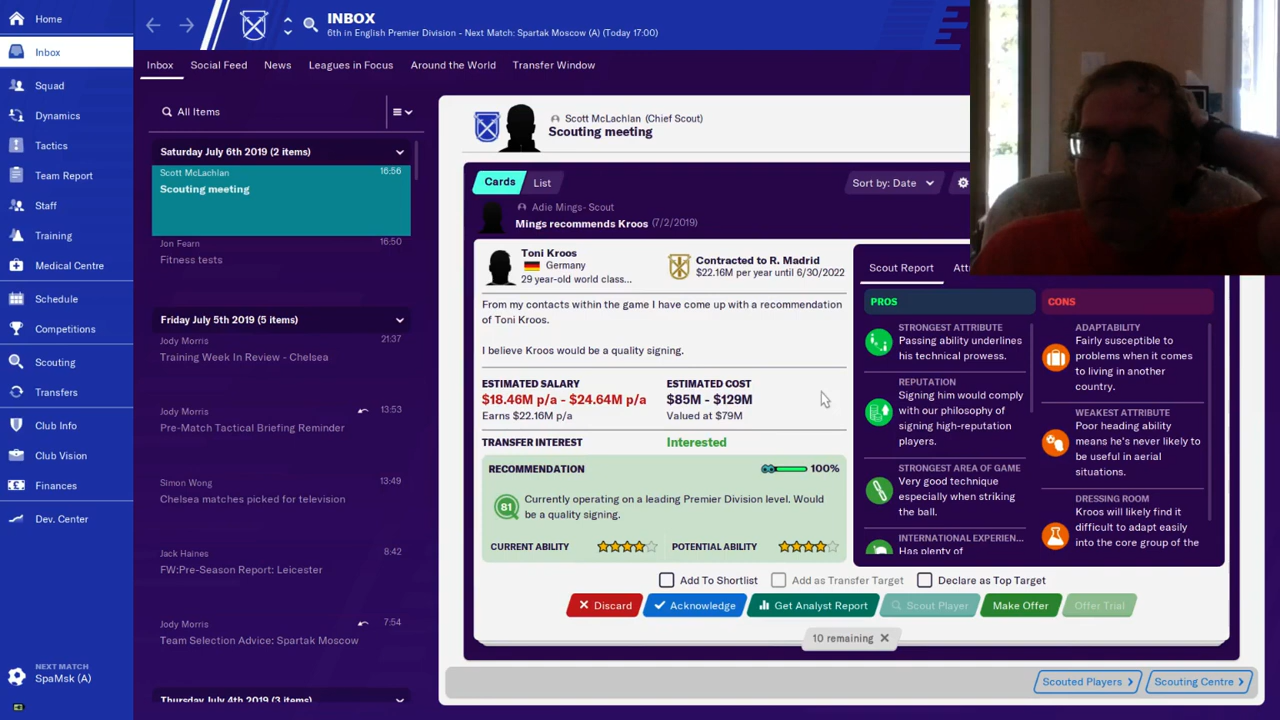 Home
Inbox
Squad
Dynamics
Tactics
Team Report
Staff
Training
Medical Centre
Schedule
Competitions
Scouting
Transfers
Club Info
Club Vision
Finances
Dev. Center
NEXT MATCH
SpaMsk (A)
INBOX
6th in English Premier Division - Next Match: Spartak Moscow (A) (Today 17:00)
Inbox
Social Feed
News
Leagues in Focus
Around the World
Transfer Window
All Items
Saturday July 6th 2019 (2 items)
Scott McLachlan 16:56
Scouting meeting
Jon Fearn 16:50
Fitness tests
Friday July 5th 2019 (5 items)
Jody Morris 21:37
Training Week In Review - Chelsea
Jody Morris 13:53
Pre-Match Tactical Briefing Reminder
Simon Wong 13:49
Chelsea matches picked for television
Jack Haines 8:42
FW:Pre-Season Report: Leicester
Jody Morris 7:54
Team Selection Advice: Spartak Moscow
Thursday July 4th 2019 (3 items)
Scott McLachlan (Chief Scout)
Scouting meeting
Cards
List
Sort by: Date
Adie Mings- Scout
Mings recommends Kroos (7/2/2019)
Toni Kroos
Germany
29 year-old world class...
Contracted to R. Madrid
$22.16M per year until 6/30/2022
From my contacts within the game I have come up with a recommendation
of Toni Kroos.
I believe Kroos would be a quality signing.
ESTIMATED SALARY
$18.46M p/a - $24.64M p/a
Earns $22.16M p/a
ESTIMATED COST
$85M - $129M
Valued at $79M
TRANSFER INTEREST
Interested
RECOMMENDATION
100%
81
Currently operating on a leading Premier Division level. Would
be a quality signing.
CURRENT ABILITY
POTENTIAL ABILITY
Scout Report
PROS
STRONGEST ATTRIBUTE
Passing ability underlines
his technical prowess.
REPUTATION
Signing him would comply
with our philosophy of
signing high-reputation
players.
STRONGEST AREA OF GAME
Very good technique
especially when striking
the ball.
INTERNATIONAL EXPERIEN...
Has plenty of
CONS
ADAPTABILITY
Fairly susceptible to
problems when it comes
to living in another
country.
WEAKEST ATTRIBUTE
Poor heading ability
means he's never likely to
be useful in aerial
situations.
DRESSING ROOM
Kroos will likely find it
difficult to adapt easily
into the core group of the
Add To Shortlist
Add as Transfer Target
Declare as Top Target
Discard
Acknowledge
Get Analyst Report
Scout Player
Make Offer
Offer Trial
10 remaining
Scouted Players
Scouting Centre